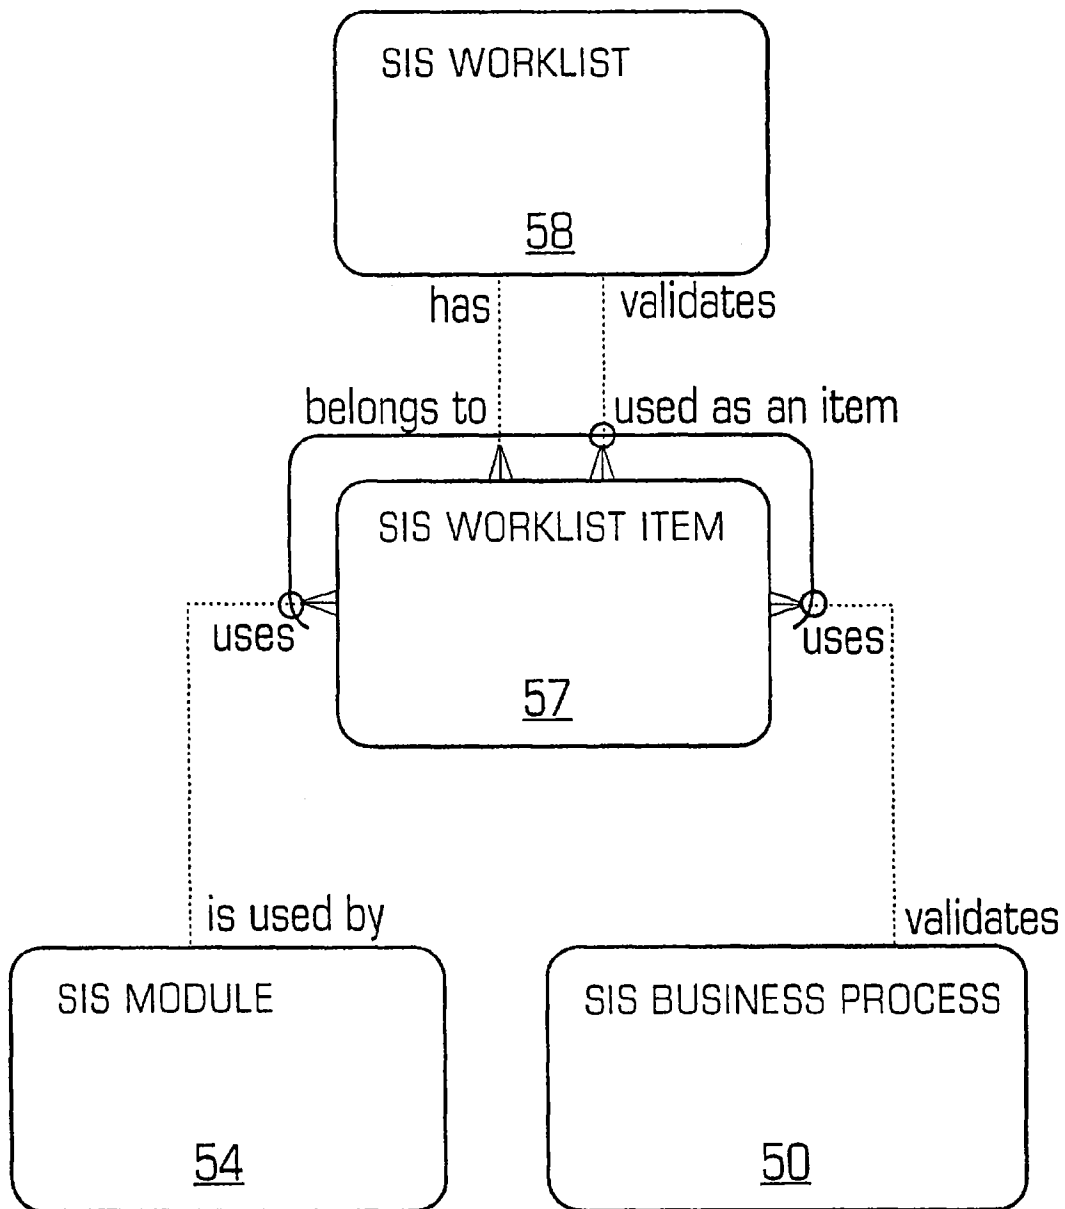 SIS WORKLIST
58
has
validates
belongs to
used as an item
SIS WORKLIST ITEM
uses
uses
57
is used by
validates
SIS MODULE
SIS BUSINESS PROCESS
54
50